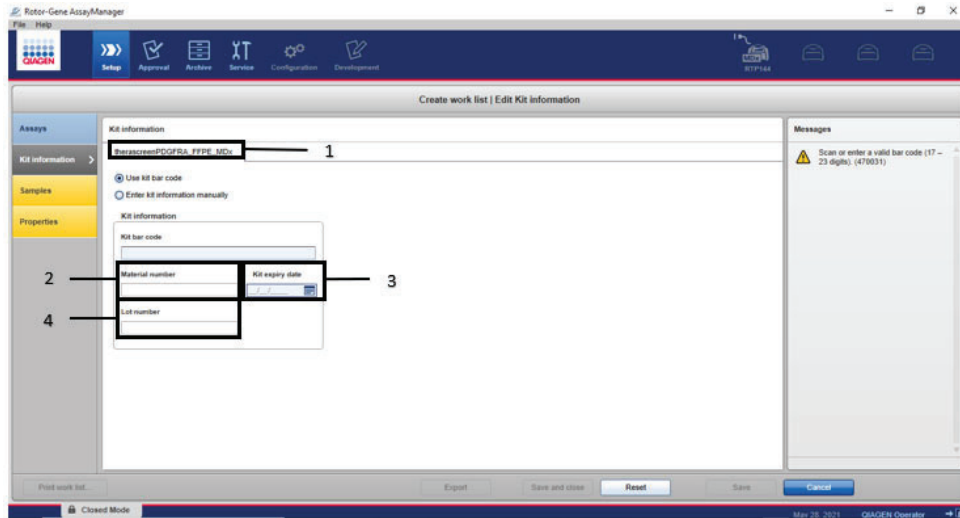 Rotor-Gene AssayManager
File Help
QIAGEN
Setup Approval Archive Service Configuration Development
RTP144
Create work list | Edit Kit information
Assays
Kit information
Samples
Properties
Kit information
therascreenPDGFRA_FFPE_MDx
1
Use kit bar code
Enter kit information manually
Kit information
Kit bar code
2
Material number
Kit expiry date
3
4
Lot number
Messages
Scan or enter a valid bar code (17 –
23 digits). (470031)
Print work list... Export Save and close Reset Save Cancel
Closed Mode
May 28, 2021 QIAGEN Operator